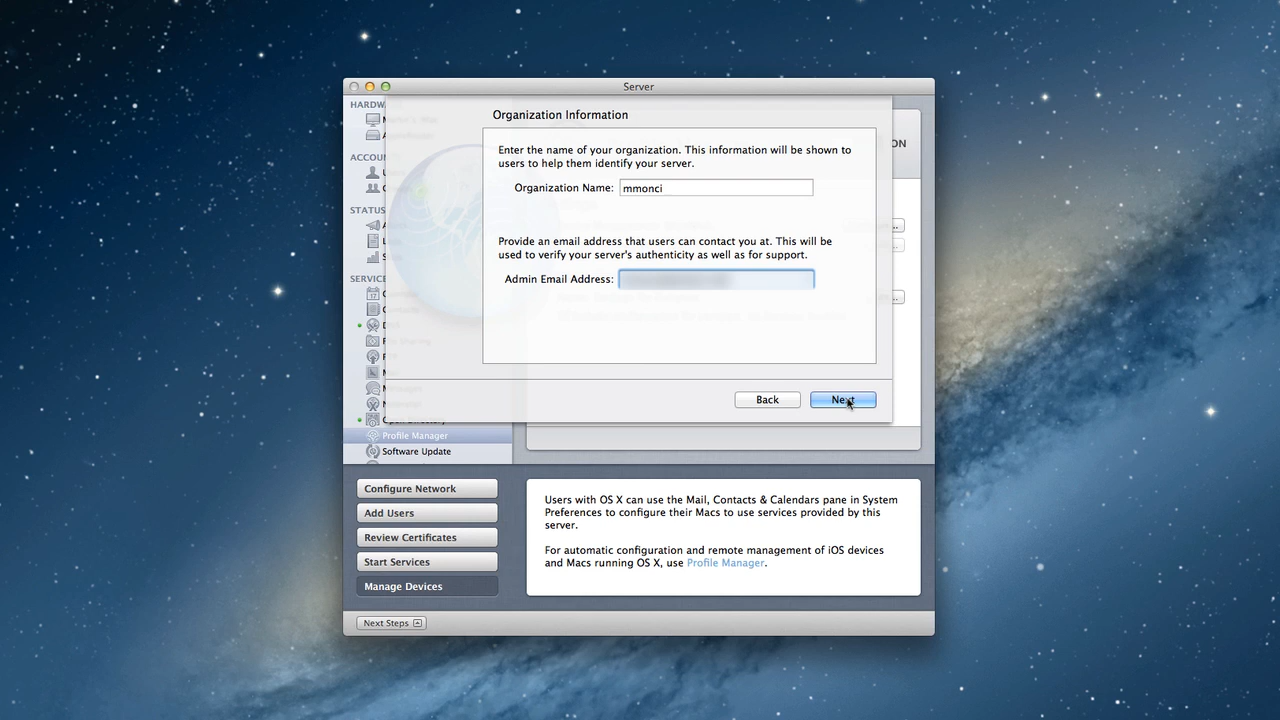 Server
HARDW
ACCOU
STATUS
SERVICE
Open Directory
Profile Manager
Software Update
ON
Organization Information
Enter the name of your organization. This information will be shown to
users to help them identify your server.
Organization Name: mmonci
Provide an email address that users can contact you at. This will be
used to verify your server's authenticity as well as for support.
Admin Email Address:
Back
Next
Configure Network
Add Users
Review Certificates
Start Services
Manage Devices
Users with OS X can use the Mail, Contacts & Calendars pane in System
Preferences to configure their Macs to use services provided by this
server.
For automatic configuration and remote management of iOS devices
and Macs running OS X, use Profile Manager.
Next Steps